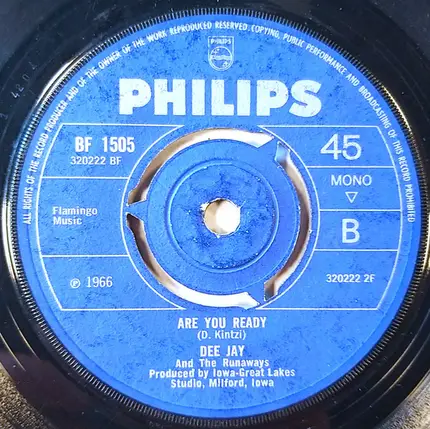 ALL RIGHTS OF THE RECORD PRODUCER AND OF THE OWNER OF THE WORK REPRODUCED RESERVED. COPYING, PUBLIC PERFORMANCE AND BROADCASTING OF THIS RECORD PROHIBITED
PHILIPS
PHILIPS
BF 1505
320222 BF
45
MONO
B
Flamingo
Music
℗ 1966
320222 2F
ARE YOU READY
(D. Kintzi)
DEE JAY
And The Runaways
Produced by Iowa-Great Lakes
Studio, Milford, Iowa